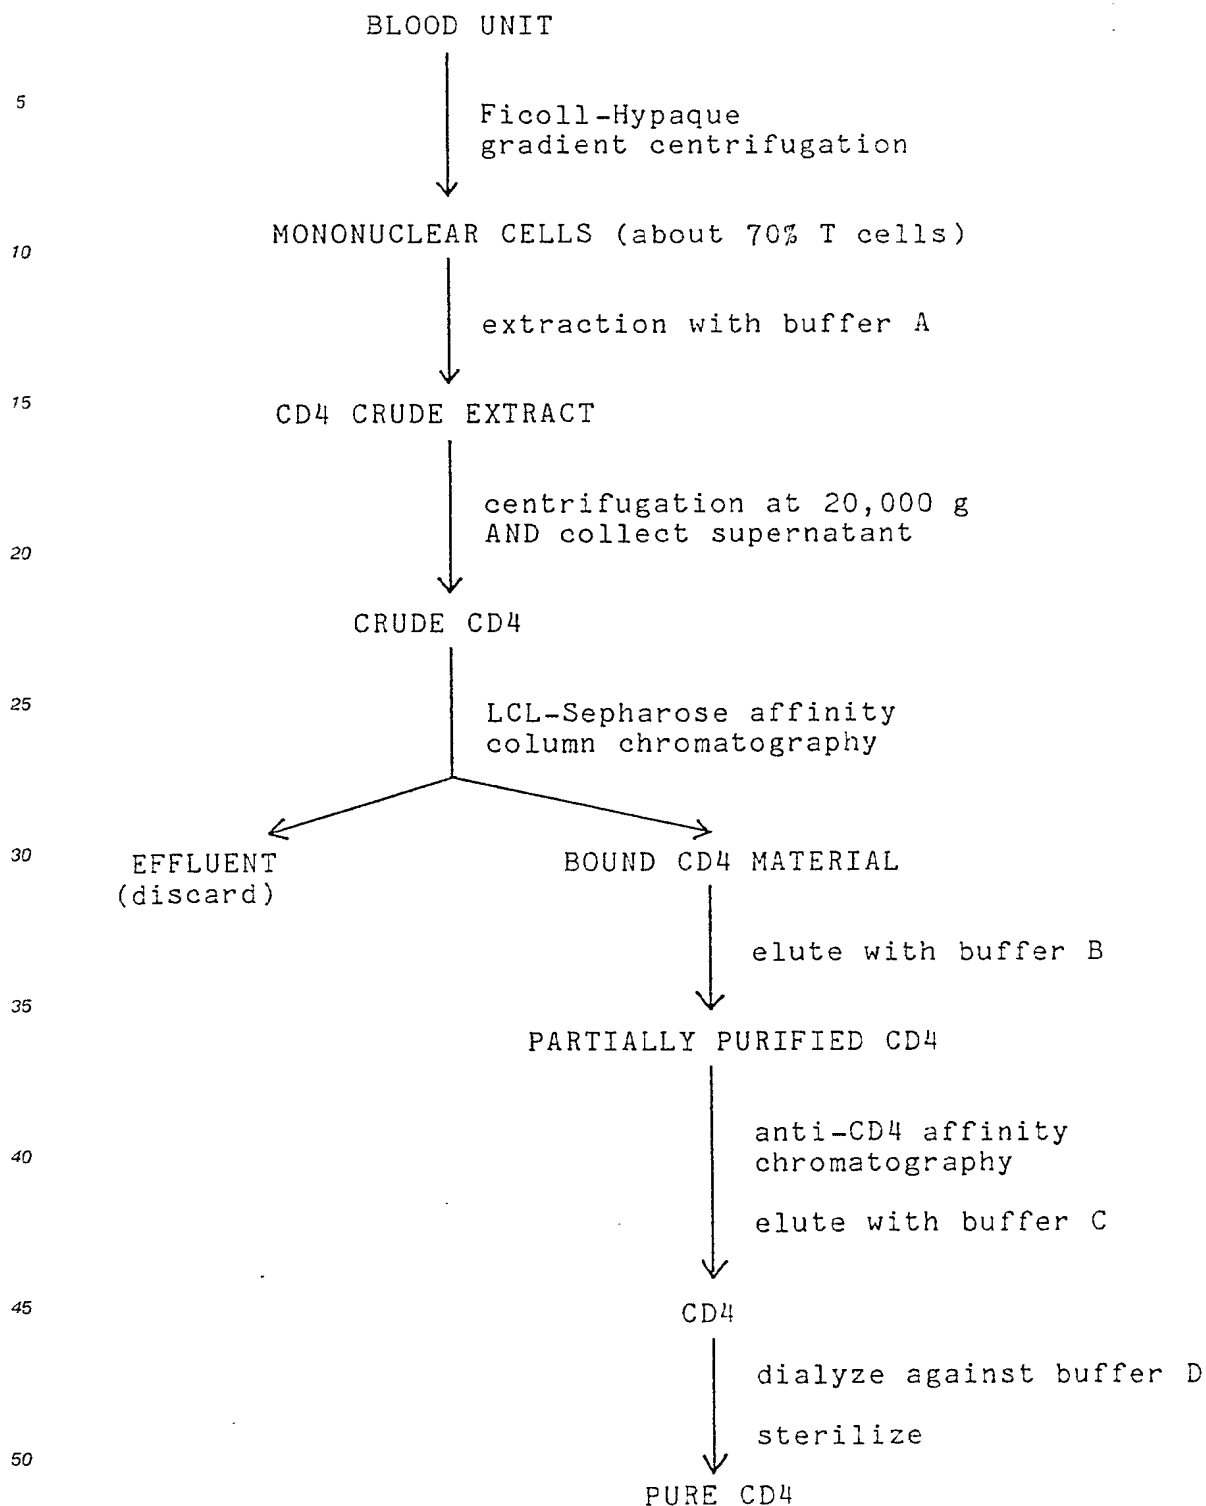 BLOOD UNIT
5
Ficoll-Hypaque
gradient centrifugation
MONONUCLEAR CELLS (about 70% T cells)
10
extraction with buffer A
15
CD4 CRUDE EXTRACT
centrifugation at 20,000 g
AND collect supernatant
20
CRUDE CD4
25
LCL-Sepharose affinity
column chromatography
30
EFFLUENT
(discard)
BOUND CD4 MATERIAL
elute with buffer B
35
PARTIALLY PURIFIED CD4
anti-CD4 affinity
chromatography
40
elute with buffer C
45
CD4
dialyze against buffer D
sterilize
50
PURE CD4